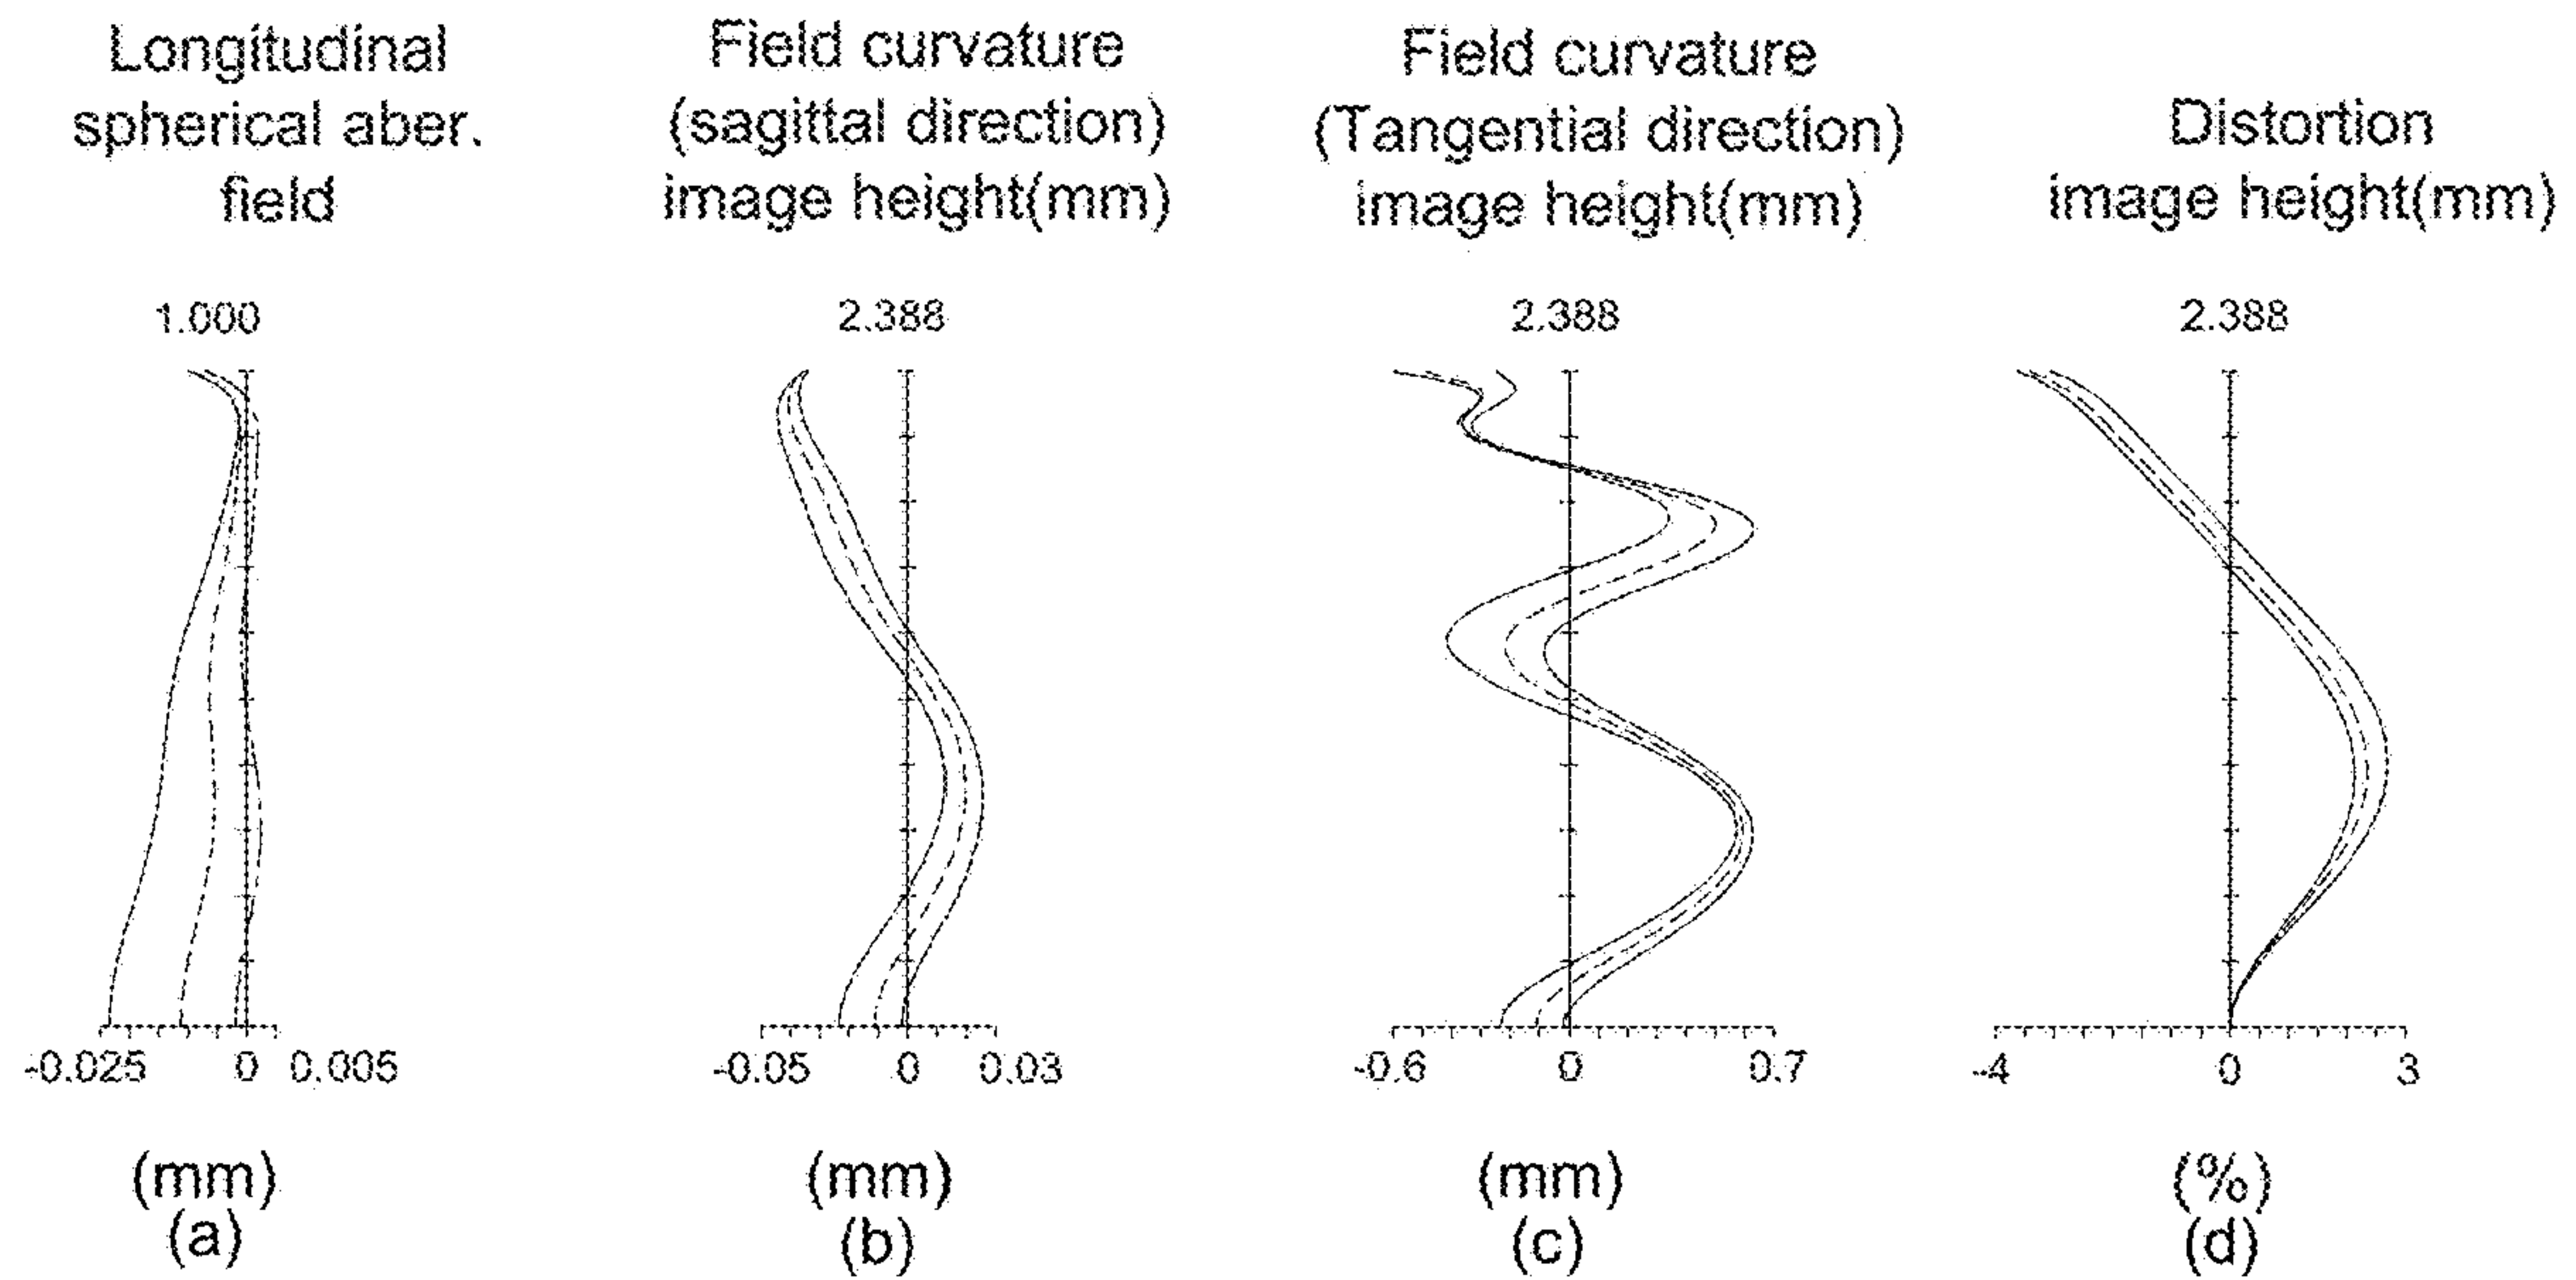 Longitudinal
spherical aber.
field
1.000
-0.025 0 0.005
(mm)
(a)
Field curvature
(sagittal direction)
image height(mm)
2.388
-0.05 0 0.03
(mm)
(b)
Field curvature
(Tangential direction)
image height(mm)
2.388
-0.6 0 0.7
(mm)
(c)
Distortion
image height(mm)
2.388
-4 0 3
(%)
(d)